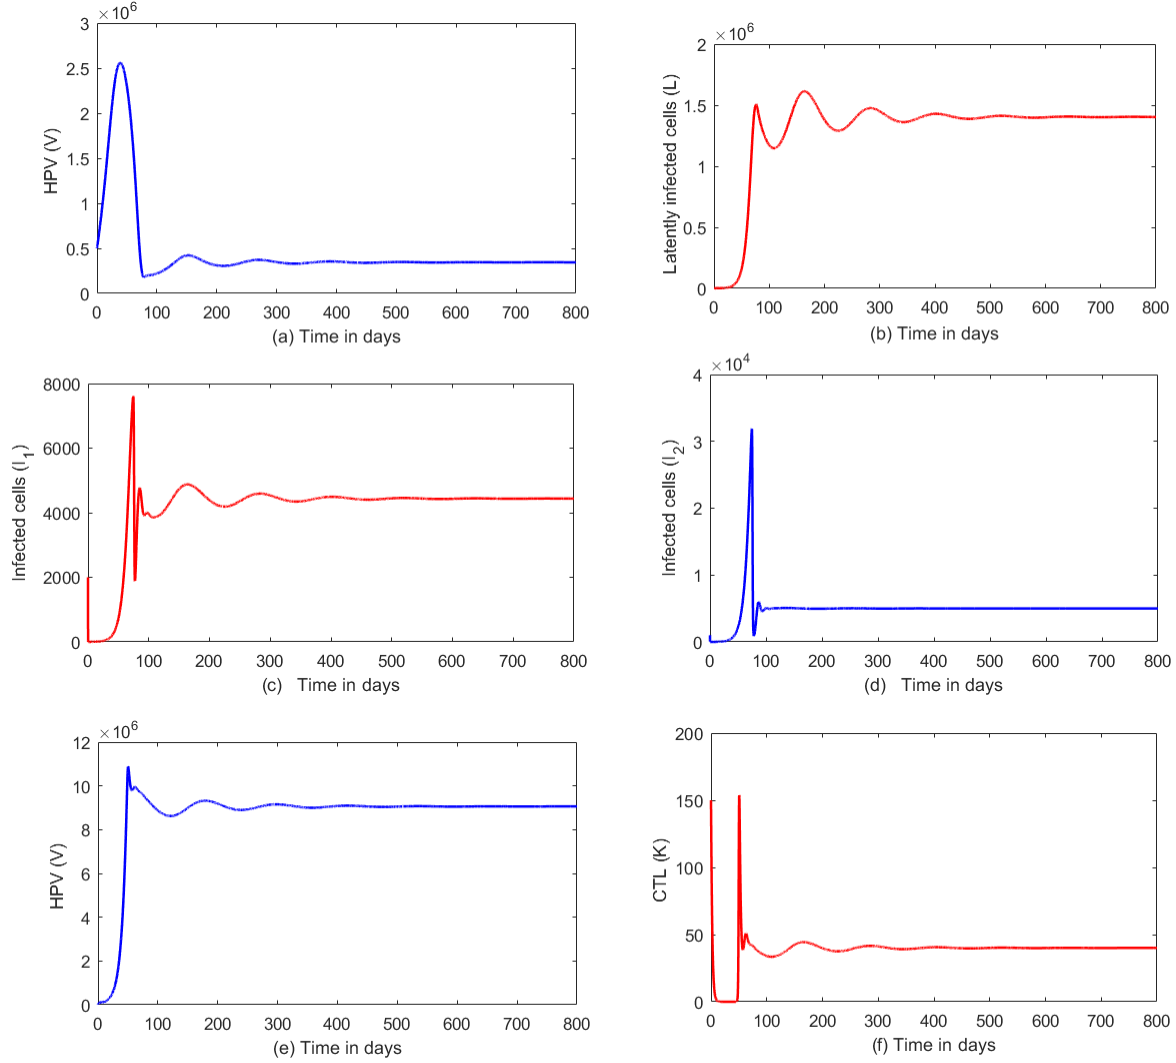 ×10^6
3
2.5
2
1.5
1
0.5
0
HPV (V)
0 100 200 300 400 500 600 700 800
(a) Time in days
×10^6
2
1.5
1
0.5
0
Latently infected cells (L)
0 100 200 300 400 500 600 700 800
(b) Time in days
8000
6000
4000
2000
0
Infected cells (I_1)
0 100 200 300 400 500 600 700 800
(c) Time in days
×10^4
4
3
2
1
0
Infected cells (I_2)
0 100 200 300 400 500 600 700 800
(d) Time in days
×10^6
12
10
8
6
4
2
0
HPV (V)
0 100 200 300 400 500 600 700 800
(e) Time in days
200
150
100
50
0
CTL (K)
0 100 200 300 400 500 600 700 800
(f) Time in days